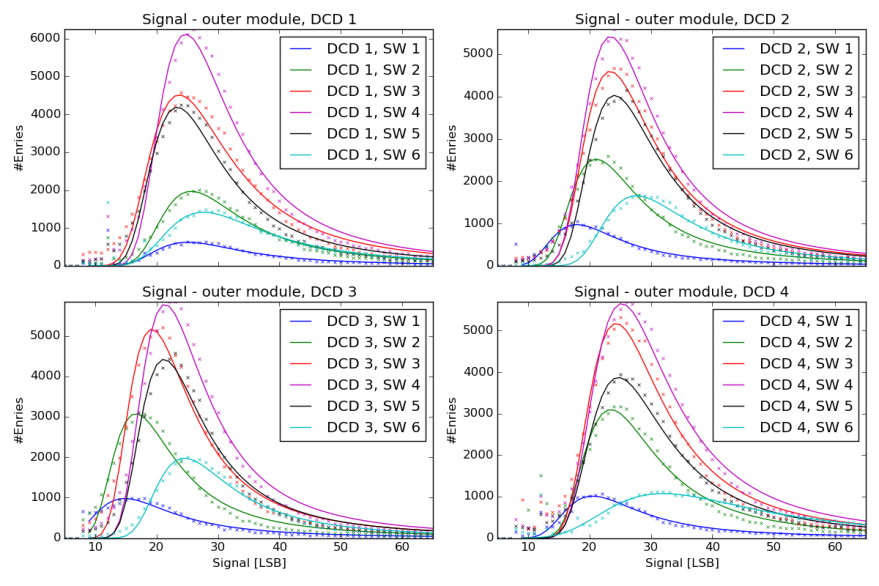 Signal - outer module, DCD 1
6000
5000
4000
3000
2000
1000
0
#Enries
DCD 1, SW 1
DCD 1, SW 2
DCD 1, SW 3
DCD 1, SW 4
DCD 1, SW 5
DCD 1, SW 6
Signal - outer module, DCD 2
5000
4000
3000
2000
1000
0
#Enries
DCD 2, SW 1
DCD 2, SW 2
DCD 2, SW 3
DCD 2, SW 4
DCD 2, SW 5
DCD 2, SW 6
Signal - outer module, DCD 3
5000
4000
3000
2000
1000
0
#Enries
DCD 3, SW 1
DCD 3, SW 2
DCD 3, SW 3
DCD 3, SW 4
DCD 3, SW 5
DCD 3, SW 6
10 20 30 40 50 60
Signal [LSB]
Signal - outer module, DCD 4
5000
4000
3000
2000
1000
0
#Enries
DCD 4, SW 1
DCD 4, SW 2
DCD 4, SW 3
DCD 4, SW 4
DCD 4, SW 5
DCD 4, SW 6
10 20 30 40 50 60
Signal [LSB]